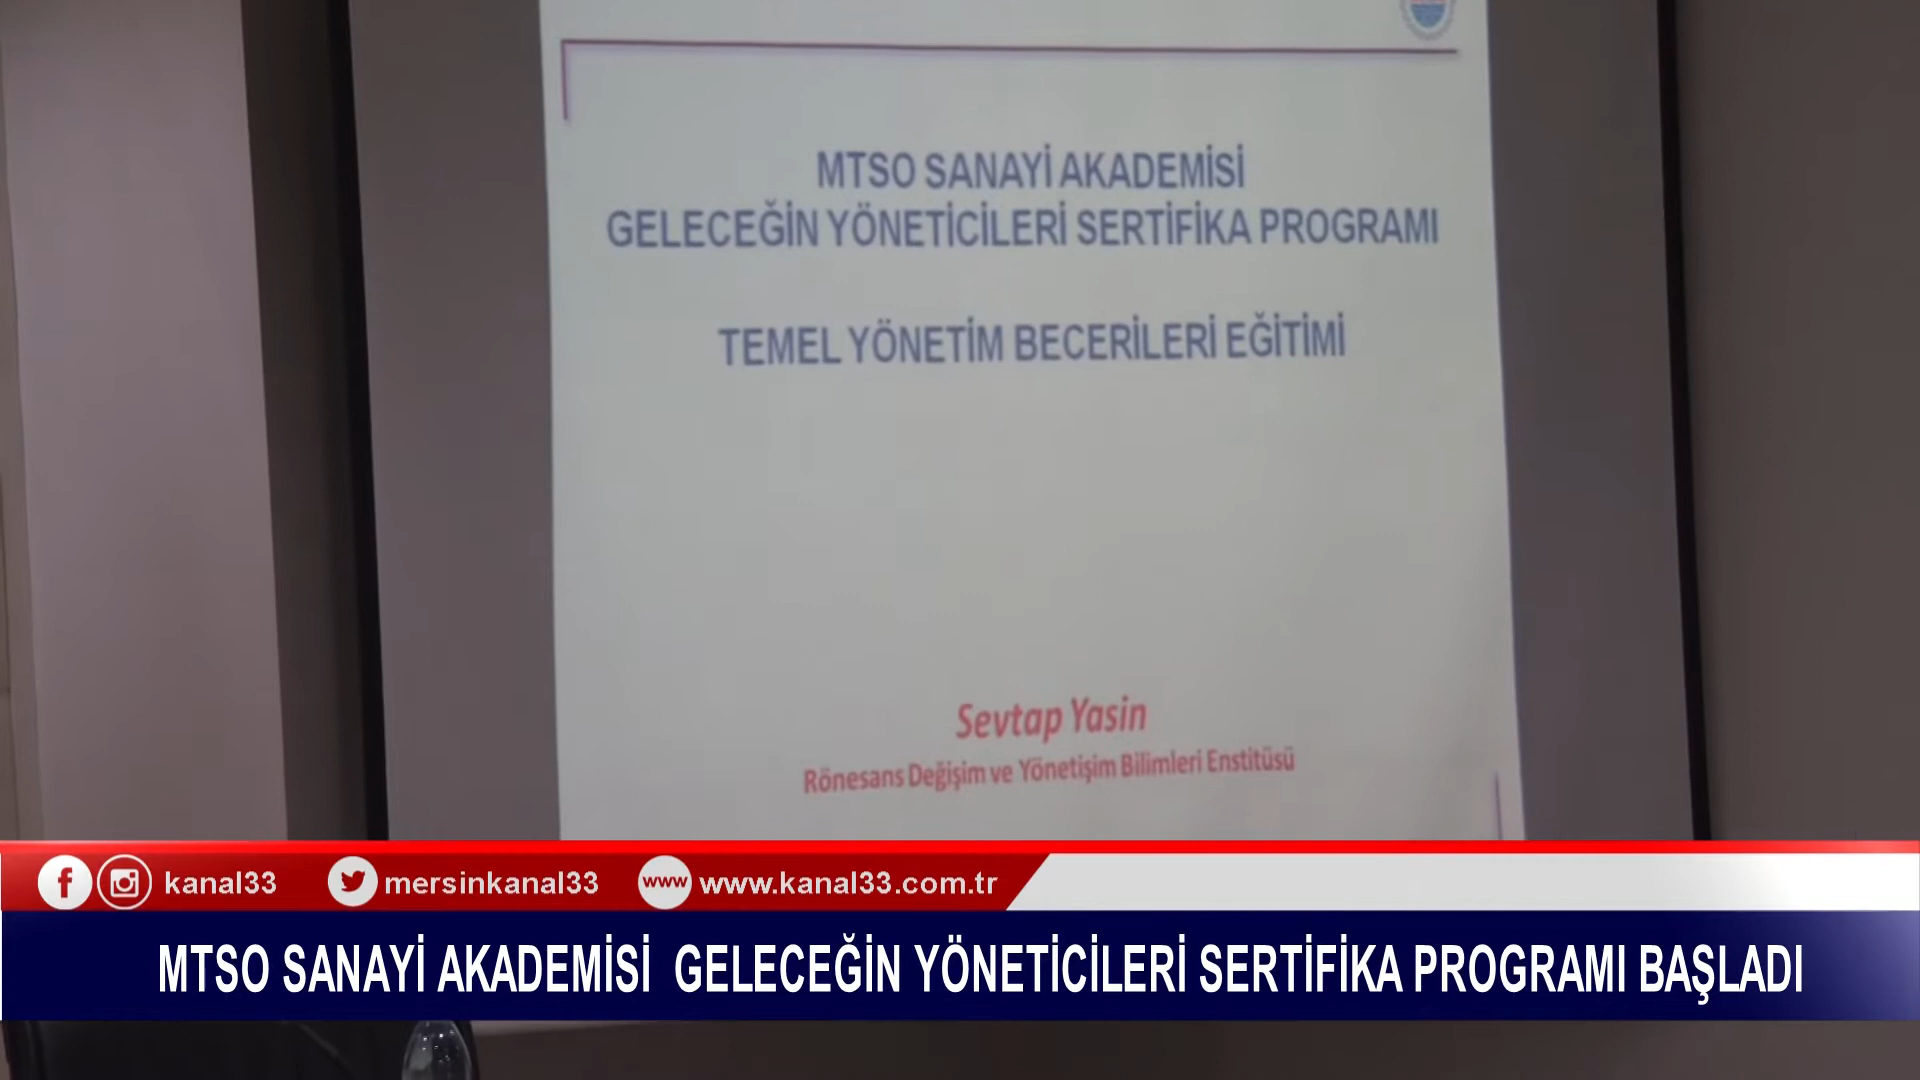 MTSO SANAYİ AKADEMİSİ
GELECEĞİN YÖNETİCİLERİ SERTİFİKA PROGRAMI
TEMEL YÖNETİM BECERİLERİ EĞİTİMİ
Sevtap Yasin
Rönesans Değişim ve Yönetişim Bilimleri Enstitüsü
kanal33 mersinkanal33 www www.kanal33.com.tr
MTSO SANAYİ AKADEMİSİ GELECEĞİN YÖNETİCİLERİ SERTİFİKA PROGRAMI BAŞLADI